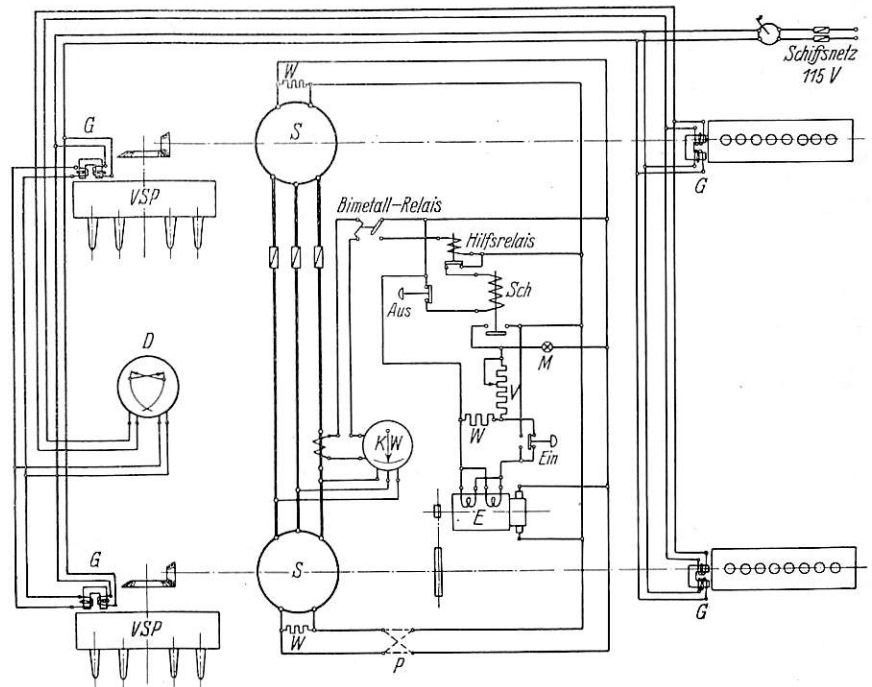 W
Schiffsnetz
115 V
G
S
VSP
G
Bimetall-Relais
Hilfsrelais
Aus
Sch
D
M
V
W
KW
Ein
E
G
S
G
VSP
W
P